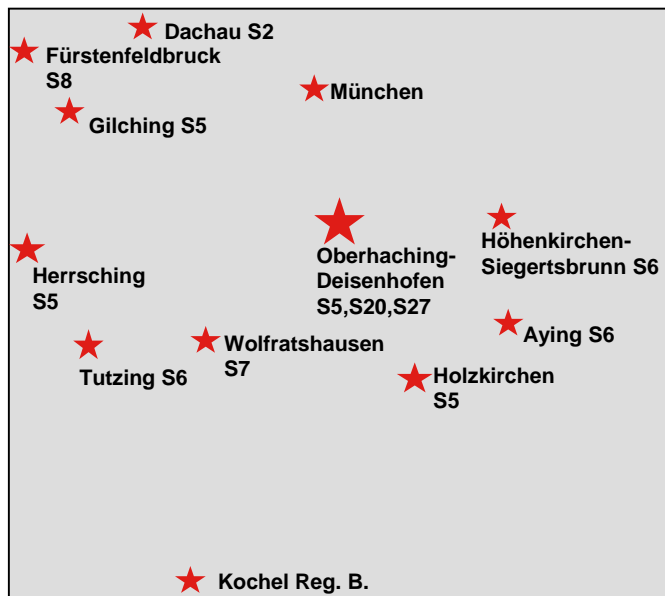 Dachau S2
Fürstenfeldbruck
S8
München
Gilching S5
Oberhaching-
Deisenhofen
S5,S20,S27
Höhenkirchen-
Siegertsbrunn S6
Herrsching
S5
Aying S6
Wolfratshausen
S7
Tutzing S6
Holzkirchen
S5
Kochel Reg. B.